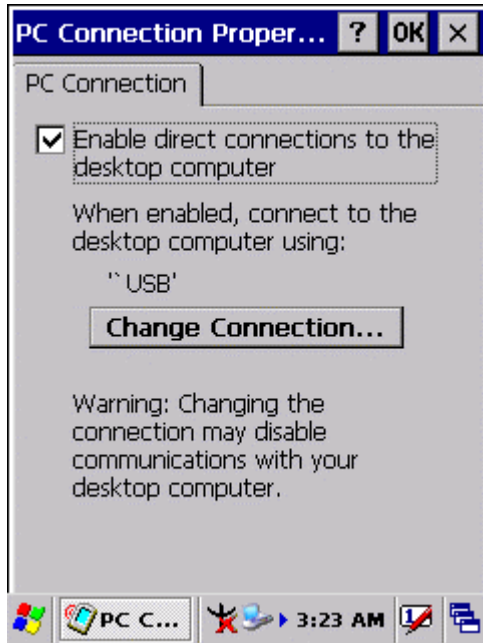 PC Connection Proper... ? OK ×
PC Connection
Enable direct connections to the
desktop computer
When enabled, connect to the
desktop computer using:
'`USB'
Change Connection...
Warning: Changing the
connection may disable
communications with your
desktop computer.
PC C... 3:23 AM